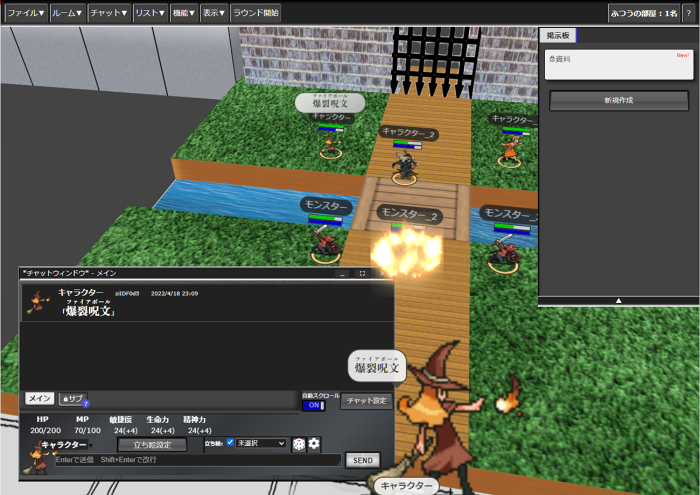 ファイル▼ ルーム▼ チャット▼ リスト▼ 機能▼ 表示▼ ラウンド開始 ふつうの部屋:1名 ?
掲示板
資料
New!
新規作成
ファイアボール
爆裂呪文
キャラクター
キャラクター_2
キャラクター_
モンスター
モンスター_2
モンスター_
*チャットウィンドウ* - メイン
キャラクター 2022/4/18 23:09
ファイアボール
「爆裂呪文」
ファイアボール
爆裂呪文
メイン サブ 7
自動スクロール
ON
チャット設定
HP MP 敏捷度 生命力 精神力
200/200 70/100 24(+4) 24(+4) 24(+4)
キャラクター 立ち絵設定 立ち絵: 未選択
Enterで送信 Shift+Enterで改行 SEND
キャラクター